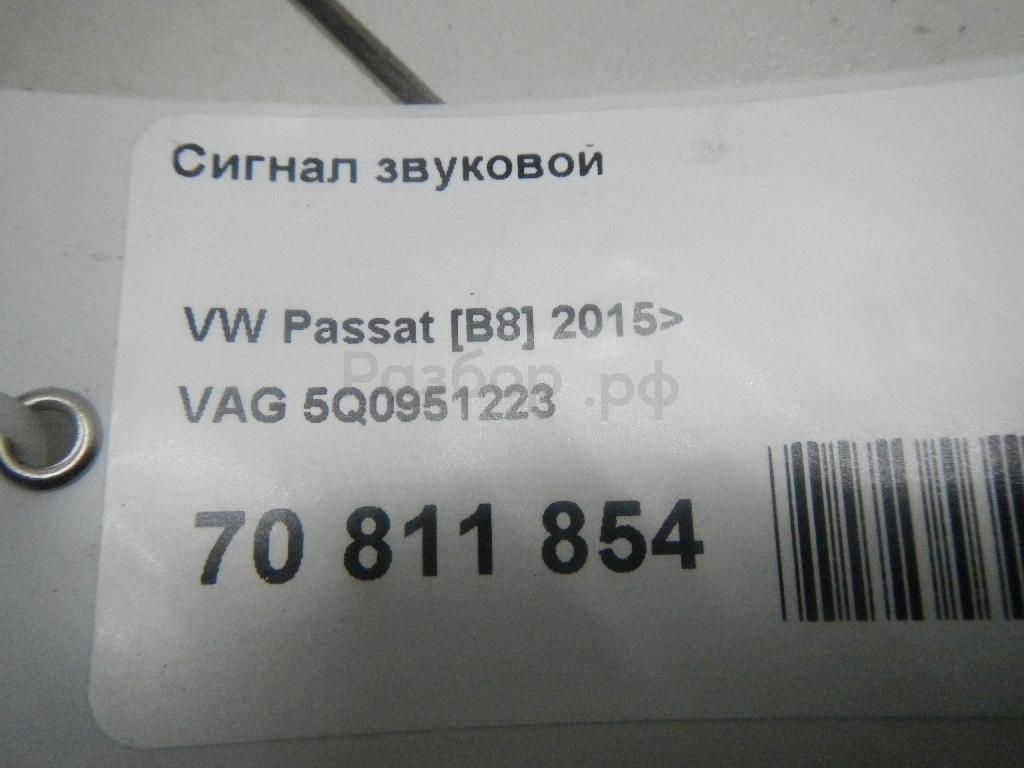 Сигнал звуковой
VW Passat [B8] 2015>
Разбор.рф
VAG 5Q0951223
70 811 854